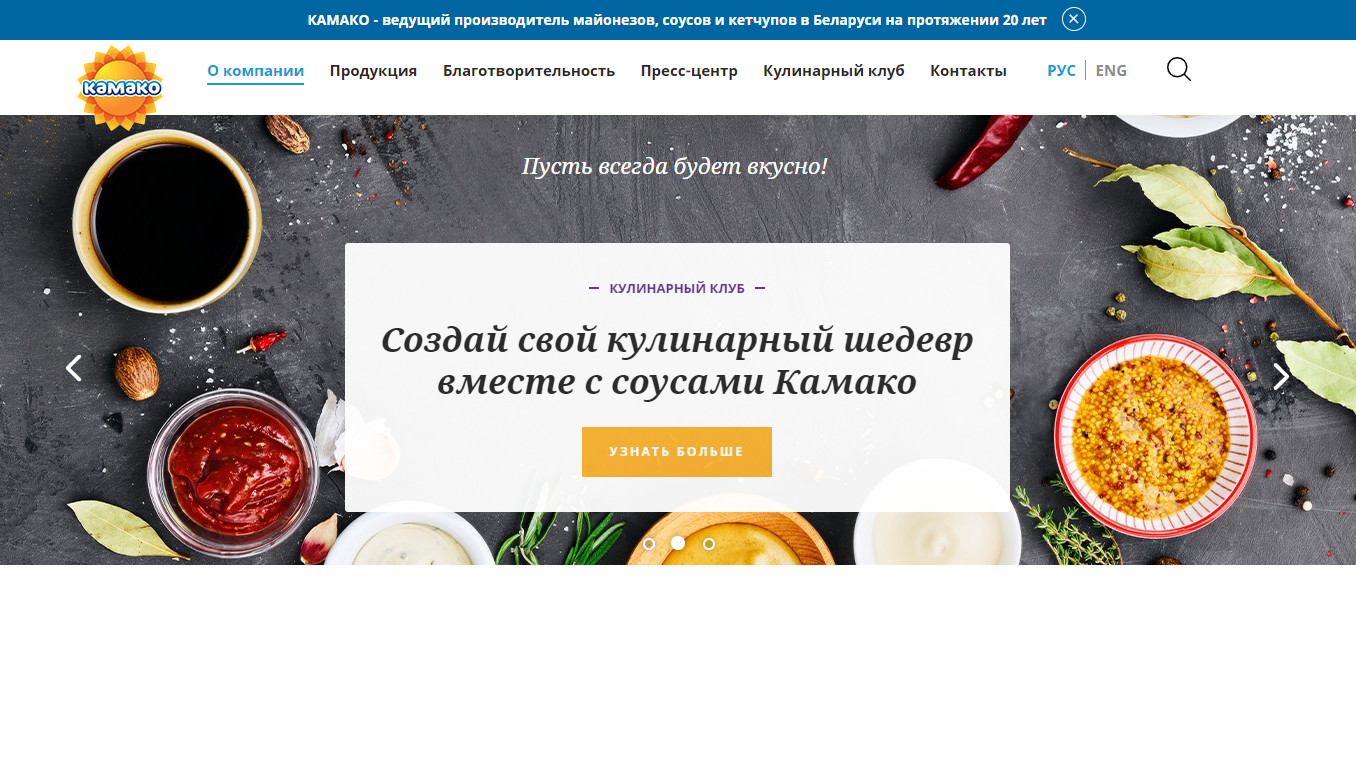 КАМАКО - ведущий производитель майонезов, соусов и кетчупов в Беларуси на протяжении 20 лет
камако
О компании Продукция Благотворительность Пресс-центр Кулинарный клуб Контакты РУС ENG
Пусть всегда будет вкусно!
КУЛИНАРНЫЙ КЛУБ
Создай свой кулинарный шедевр
вместе с соусами Камако
УЗНАТЬ БОЛЬШЕ